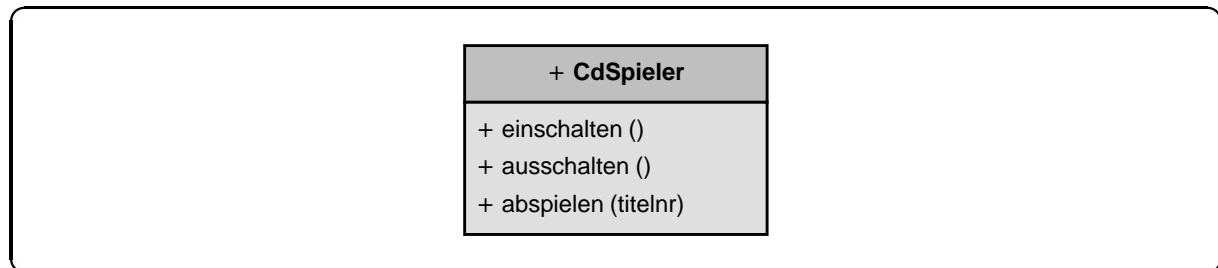 + CdSpieler
+ einschalten ()
+ ausschalten ()
+ abspielen (titelnr)